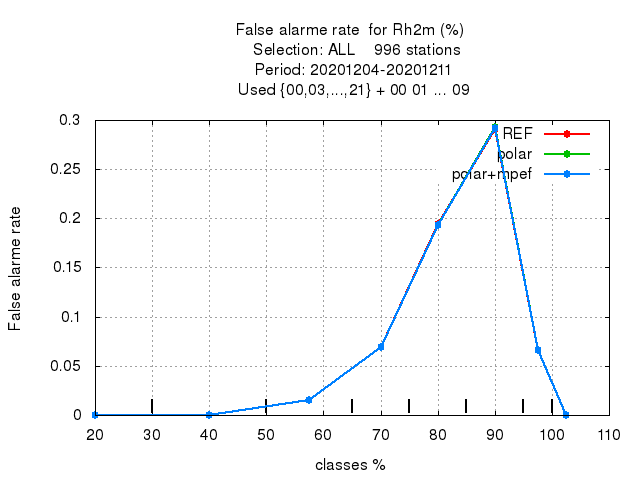 False alarme rate for Rh2m (%)
Selection: ALL 996 stations
Period: 20201204-20201211
Used {00,03,...,21} + 00 01 ... 09
REF
polar
polar+mpef
False alarme rate
0.3
0.25
0.2
0.15
0.1
0.05
0
20 30 40 50 60 70 80 90 100 110
classes %